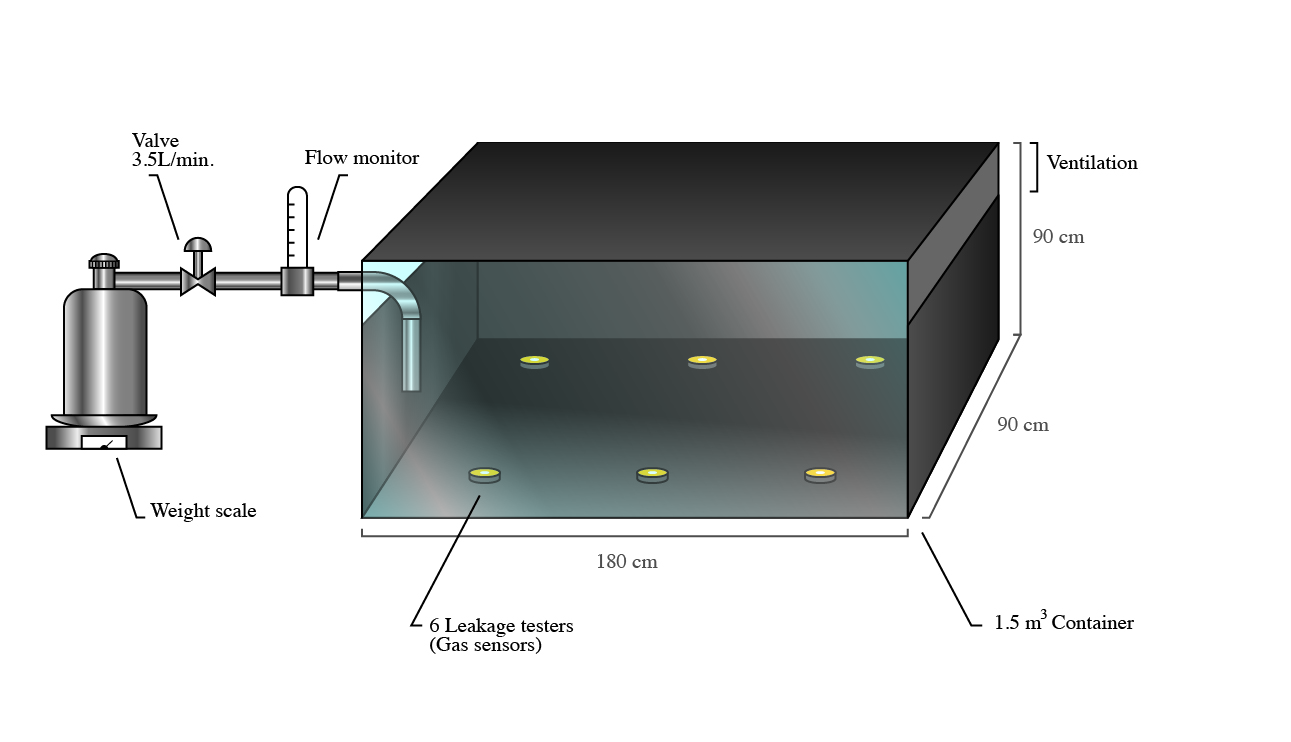 Valve
3.5L/min.
Flow monitor
Ventilation
90 cm
90 cm
Weight scale
180 cm
6 Leakage testers
(Gas sensors)
1.5 m³ Container